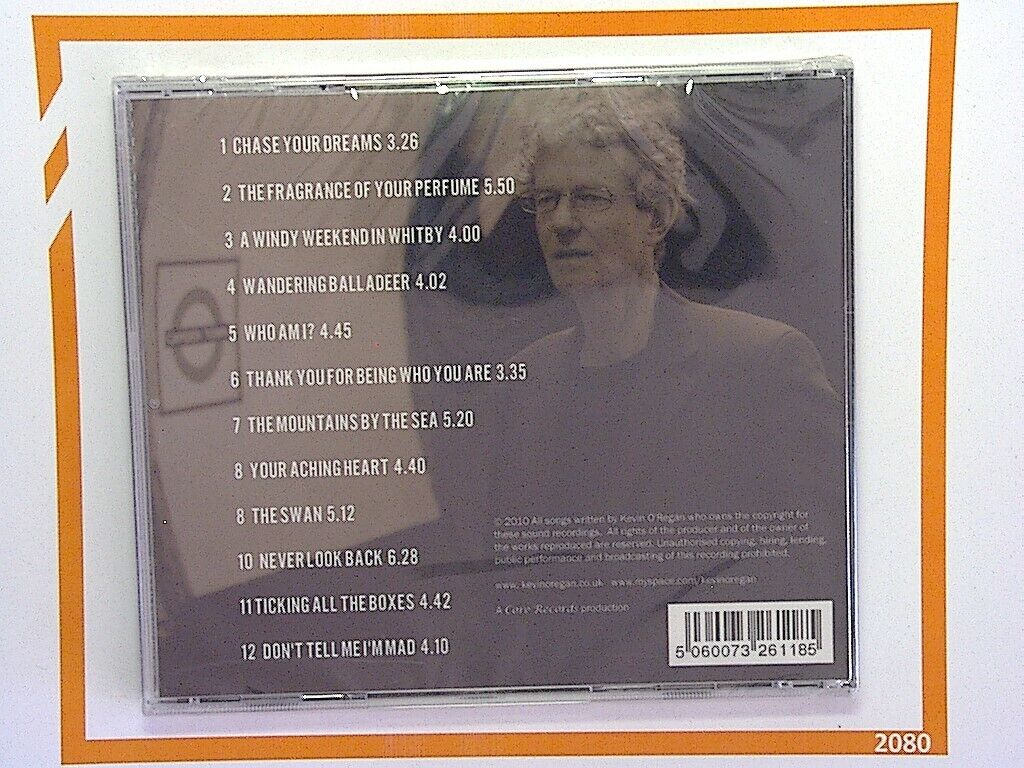 1 CHASE YOUR DREAMS 3.26
2 THE FRAGRANCE OF YOUR PERFUME 5.50
3 A WINDY WEEKEND IN WHITBY 4.00
4 WANDERING BALLADEER 4.02
5 WHO AM I? 4.45
6 THANK YOU FOR BEING WHO YOU ARE 3.35
7 THE MOUNTAINS BY THE SEA 5.20
8 YOUR ACHING HEART 4.40
8 THE SWAN 5.12
10 NEVER LOOK BACK 6.28
11 TICKING ALL THE BOXES 4.42
12 DON'T TELL ME I'M MAD 4.10
© 2010 All songs written by Kevin O'Regan who owns the copyright for
these sound recordings. All rights of the producer and of the owner of
the works reproduced are reserved. Unauthorised copying, hiring, lending,
public performance and broadcasting of this recording prohibited.
www.kevinoregan.co.uk www.myspace.com/kevinoregan
A Core Records production
5 060073 261185
2080